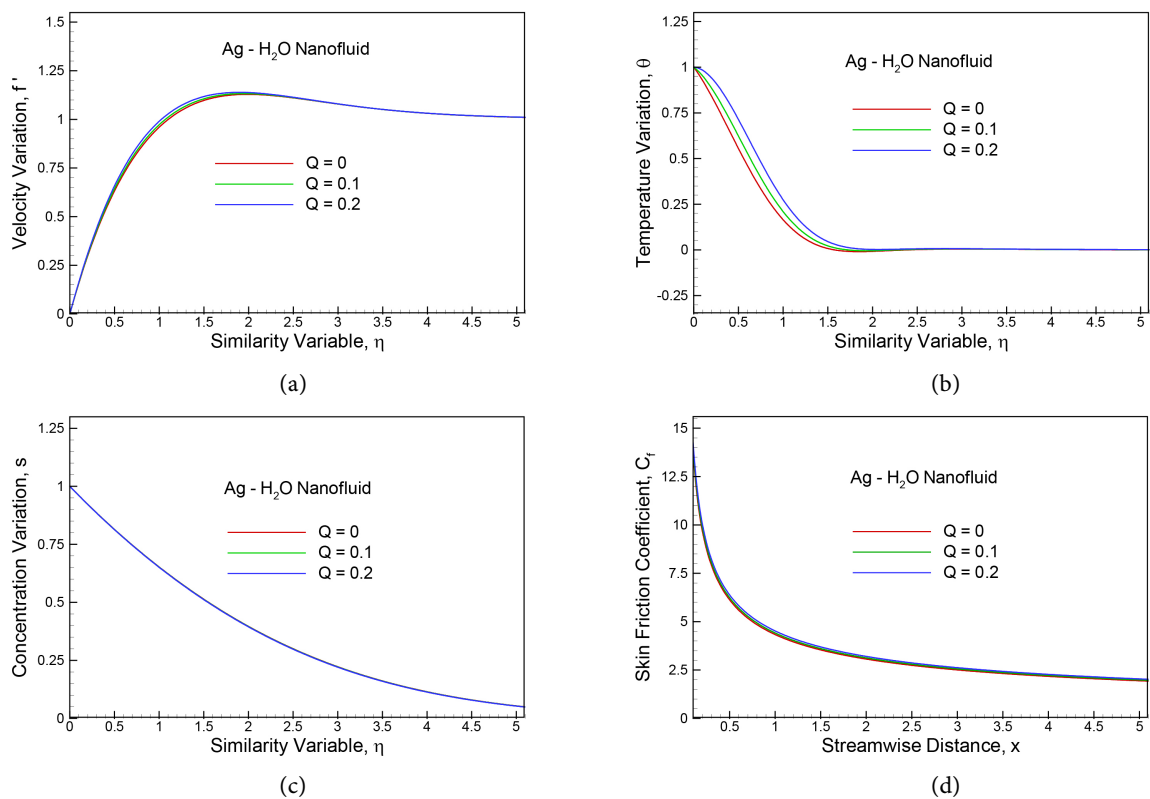 1.5
1.25
1
0.75
0.5
0.25
0
Velocity Variation, f '
Ag - H₂O Nanofluid
Q = 0
Q = 0.1
Q = 0.2
0 0.5 1 1.5 2 2.5 3 3.5 4 4.5 5
Similarity Variable, η
(a)
1.25
1
0.75
0.5
0.25
0
-0.25
Temperature Variation, θ
Ag - H₂O Nanofluid
Q = 0
Q = 0.1
Q = 0.2
0 0.5 1 1.5 2 2.5 3 3.5 4 4.5 5
Similarity Variable, η
(b)
1.25
1
0.75
0.5
0.25
0
Concentration Variation, s
Ag - H₂O Nanofluid
Q = 0
Q = 0.1
Q = 0.2
0 0.5 1 1.5 2 2.5 3 3.5 4 4.5 5
Similarity Variable, η
(c)
15
12.5
10
7.5
5
2.5
0
Skin Friction Coefficient, C_f
Ag - H₂O Nanofluid
Q = 0
Q = 0.1
Q = 0.2
0.5 1 1.5 2 2.5 3 3.5 4 4.5 5
Streamwise Distance, x
(d)